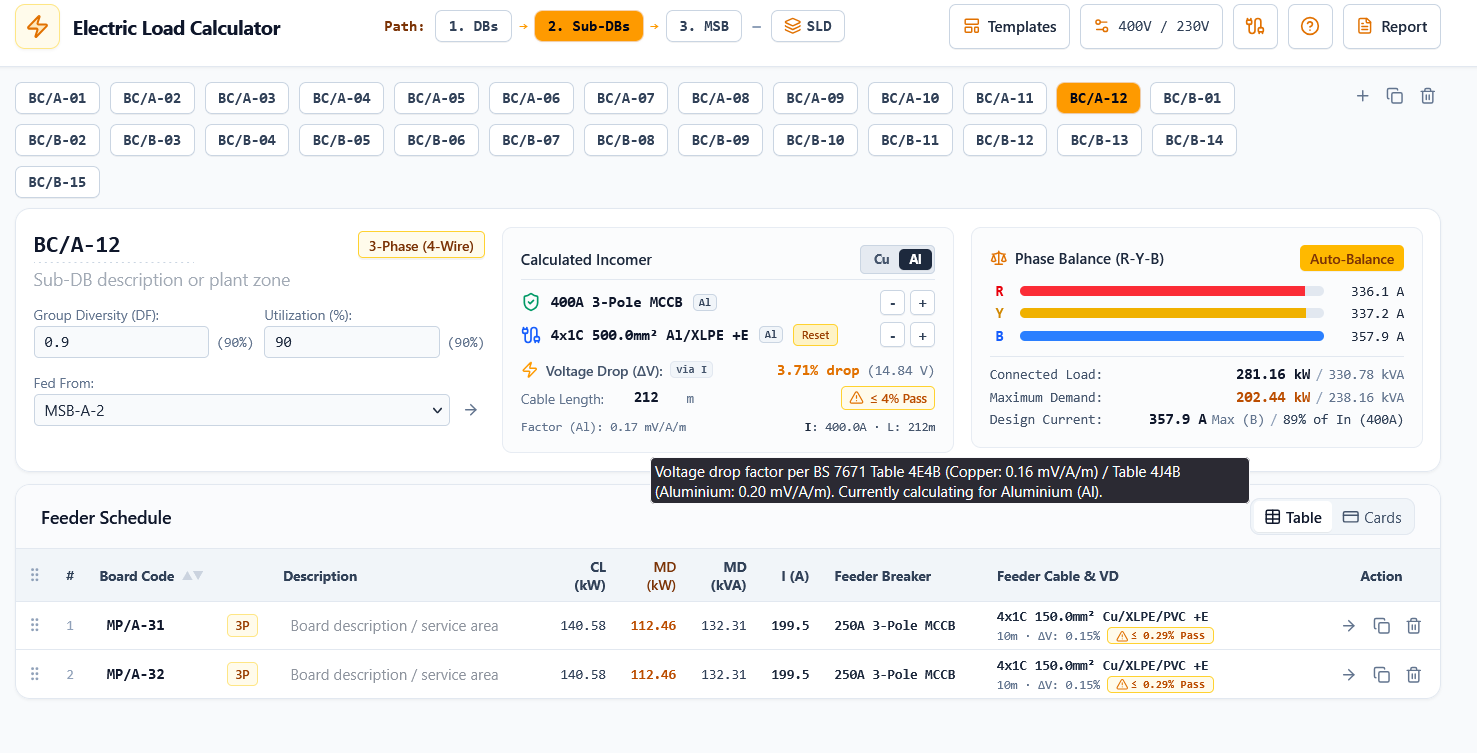 Electric Load Calculator
Path: 1. DBs → 2. Sub-DBs → 3. MSB — SLD
Templates 400V / 230V Report
BC/A-01 BC/A-02 BC/A-03 BC/A-04 BC/A-05 BC/A-06 BC/A-07 BC/A-08 BC/A-09 BC/A-10 BC/A-11 BC/A-12 BC/B-01
BC/B-02 BC/B-03 BC/B-04 BC/B-05 BC/B-06 BC/B-07 BC/B-08 BC/B-09 BC/B-10 BC/B-11 BC/B-12 BC/B-13 BC/B-14
BC/B-15
BC/A-12 3-Phase (4-Wire)
Sub-DB description or plant zone
Group Diversity (DF): Utilization (%):
0.9 (90%) 90 (90%)
Fed From:
MSB-A-2 →
Calculated Incomer Cu Al
400A 3-Pole MCCB Al - +
4x1C 500.0mm² Al/XLPE +E Al Reset - +
Voltage Drop (ΔV): via I 3.71% drop (14.84 V)
Cable Length: 212 m ≤ 4% Pass
Factor (Al): 0.17 mV/A/m I: 400.0A · L: 212m
Phase Balance (R-Y-B) Auto-Balance
R 336.1 A
Y 337.2 A
B 357.9 A
Connected Load: 281.16 kW / 330.78 kVA
Maximum Demand: 202.44 kW / 238.16 kVA
Design Current: 357.9 A Max (B) / 89% of In (400A)
Voltage drop factor per BS 7671 Table 4E4B (Copper: 0.16 mV/A/m) / Table 4J4B
(Aluminium: 0.20 mV/A/m). Currently calculating for Aluminium (Al).
Feeder Schedule Table Cards
# Board Code Description CL (kW) MD (kW) MD (kVA) I (A) Feeder Breaker Feeder Cable & VD Action
1 MP/A-31 3P Board description / service area 140.58 112.46 132.31 199.5 250A 3-Pole MCCB 4x1C 150.0mm² Cu/XLPE/PVC +E
10m · ΔV: 0.15% ≤ 0.29% Pass
2 MP/A-32 3P Board description / service area 140.58 112.46 132.31 199.5 250A 3-Pole MCCB 4x1C 150.0mm² Cu/XLPE/PVC +E
10m · ΔV: 0.15% ≤ 0.29% Pass